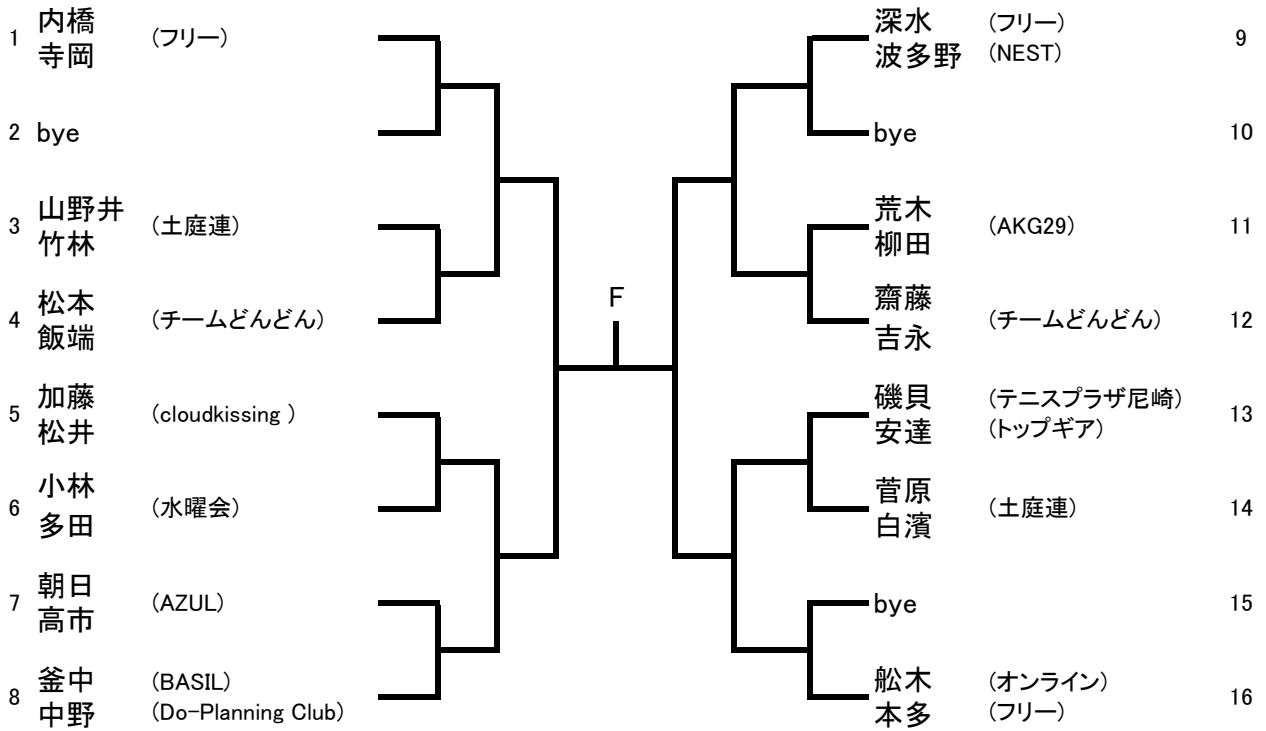 1 内橋 (フリー)
寺岡
2 bye
3 山野井 (土庭連)
竹林
4 松本 (チームどんどん)
飯端
5 加藤 (cloudkissing )
松井
6 小林 (水曜会)
多田
7 朝日 (AZUL)
高市
8 釜中 (BASIL)
中野 (Do-Planning Club)
F
深水 (フリー) 9
波多野 (NEST)
bye 10
荒木 (AKG29) 11
柳田
齋藤 (チームどんどん) 12
吉永
磯貝 (テニスプラザ尼崎) 13
安達 (トップギア)
菅原 (土庭連) 14
白濱
bye 15
舩木 (オンライン) 16
本多 (フリー)